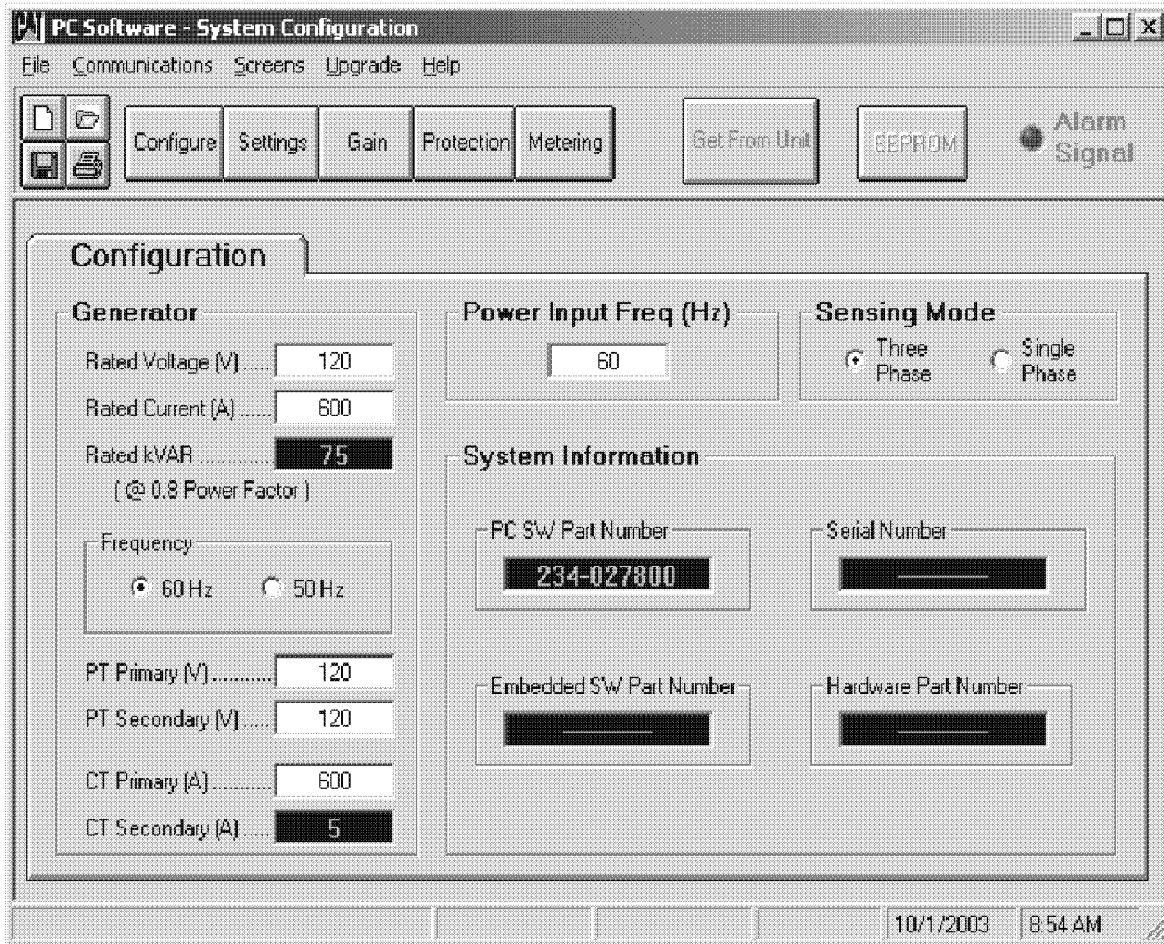 CAT PC Software - System Configuration
File Communications Screens Upgrade Help
Configure Settings Gain Protection Metering Get From Unit EEPROM Alarm Signal
Configuration
Generator
Rated Voltage (V) ..... 120
Rated Current (A) ...... 600
Rated kVAR ............. 75
( @ 0.8 Power Factor )
Frequency
60 Hz 50 Hz
PT Primary (V) ........... 120
PT Secondary (V) ..... 120
CT Primary (A) ........... 600
CT Secondary (A) ..... 5
Power Input Freq (Hz)
60
Sensing Mode
Three Phase Single Phase
System Information
PC SW Part Number
234-027800
Serial Number
Embedded SW Part Number
Hardware Part Number
10/1/2003 8:54 AM